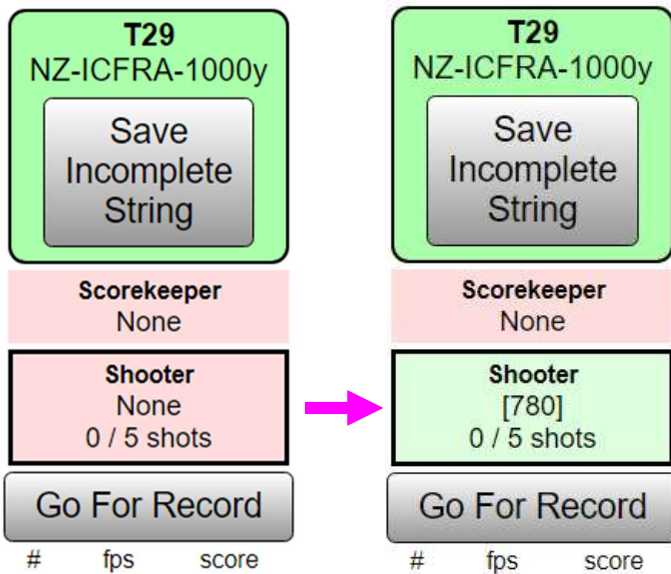 T29
NZ-ICFRA-1000y
Save
Incomplete
String
Scorekeeper
None
Shooter
None
0 / 5 shots
Go For Record
# fps score
T29
NZ-ICFRA-1000y
Save
Incomplete
String
Scorekeeper
None
Shooter
[780]
0 / 5 shots
Go For Record
# fps score